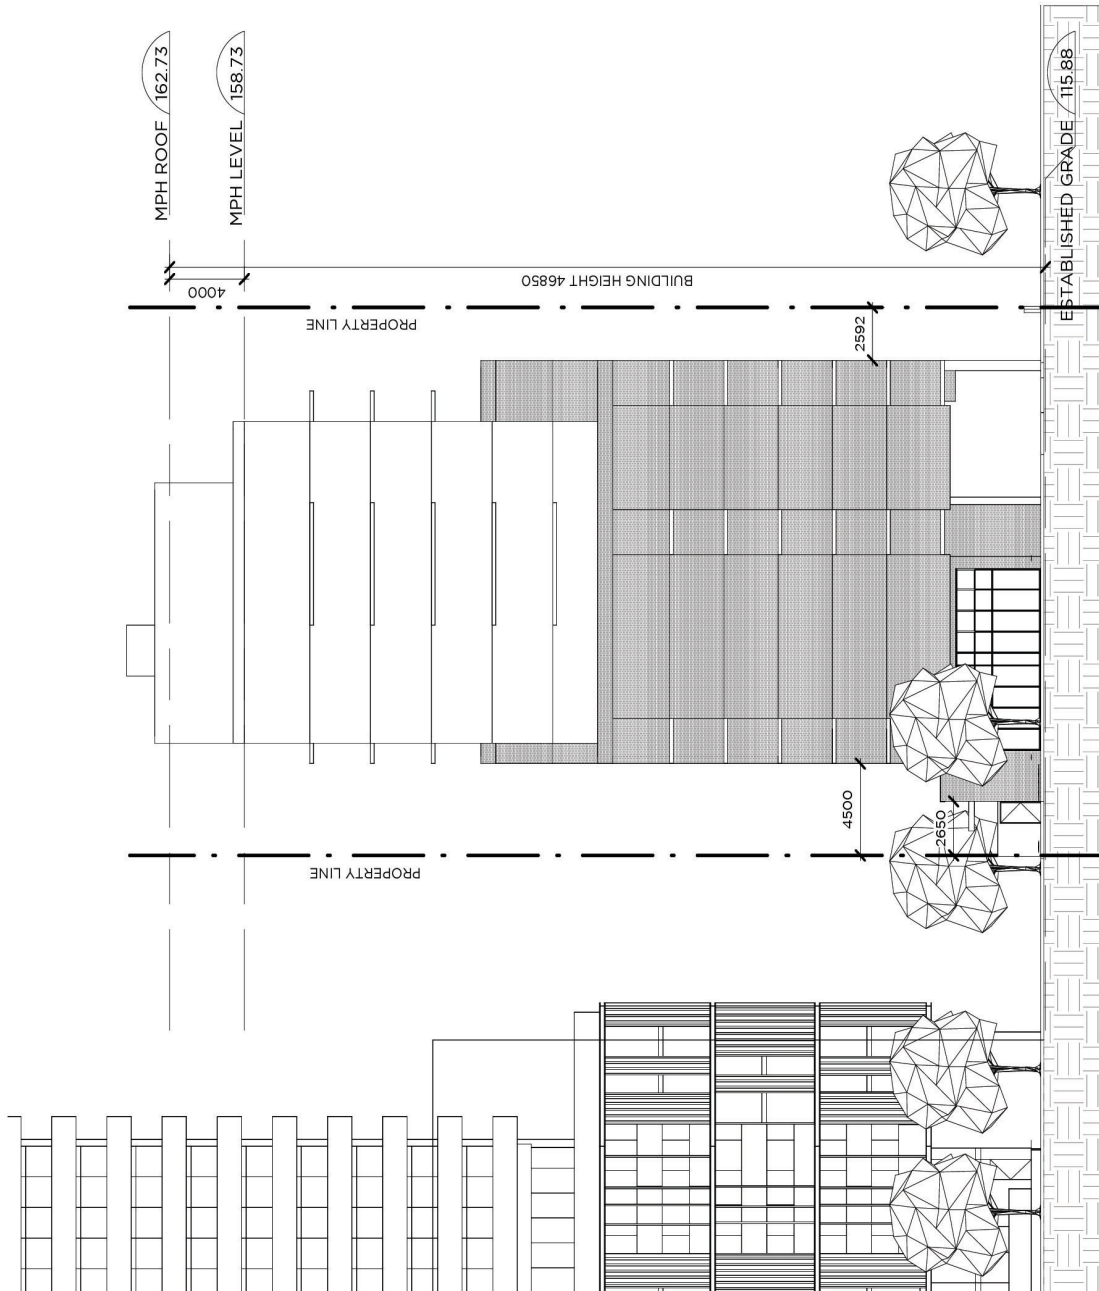 MPH ROOF 162.73
MPH LEVEL 158.73
ESTABLISHED GRADE 115.88
4000
BUILDING HEIGHT 46850
PROPERTY LINE
2592
4500
2650
PROPERTY LINE